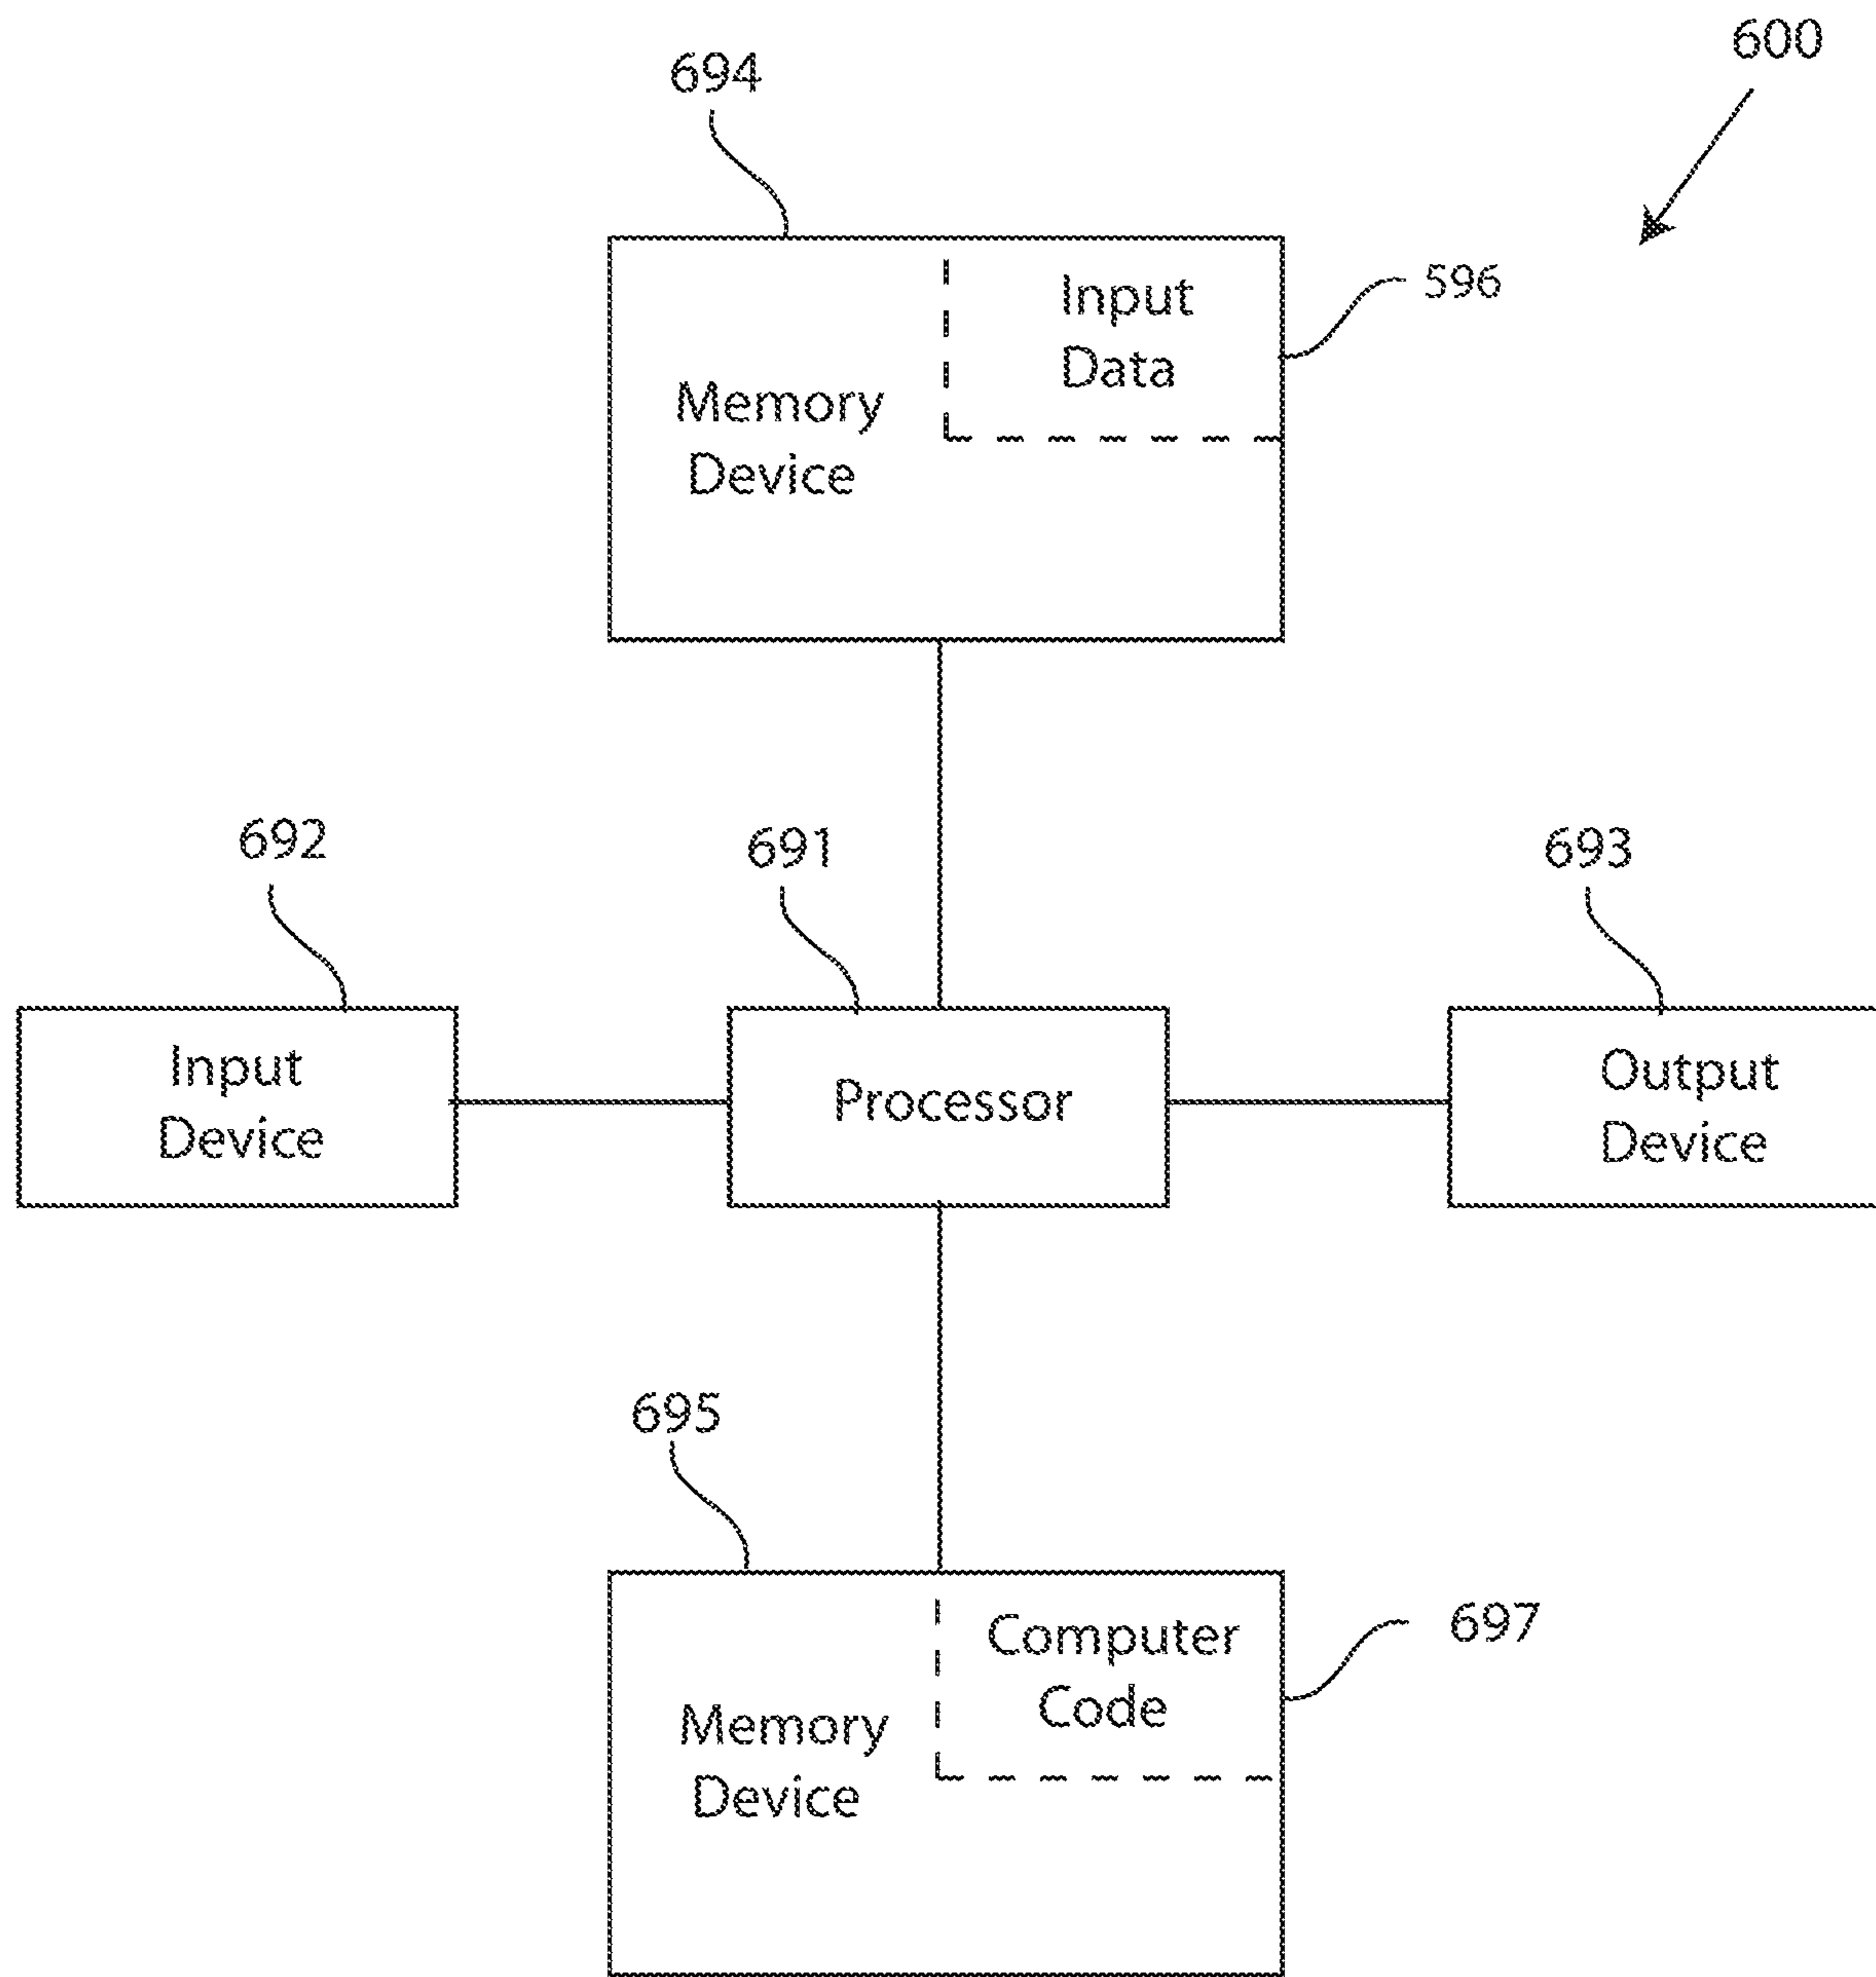 600
694
Input
Data
596
Memory
Device
692
691
693
Input
Device
Processor
Output
Device
695
Computer
Code
697
Memory
Device